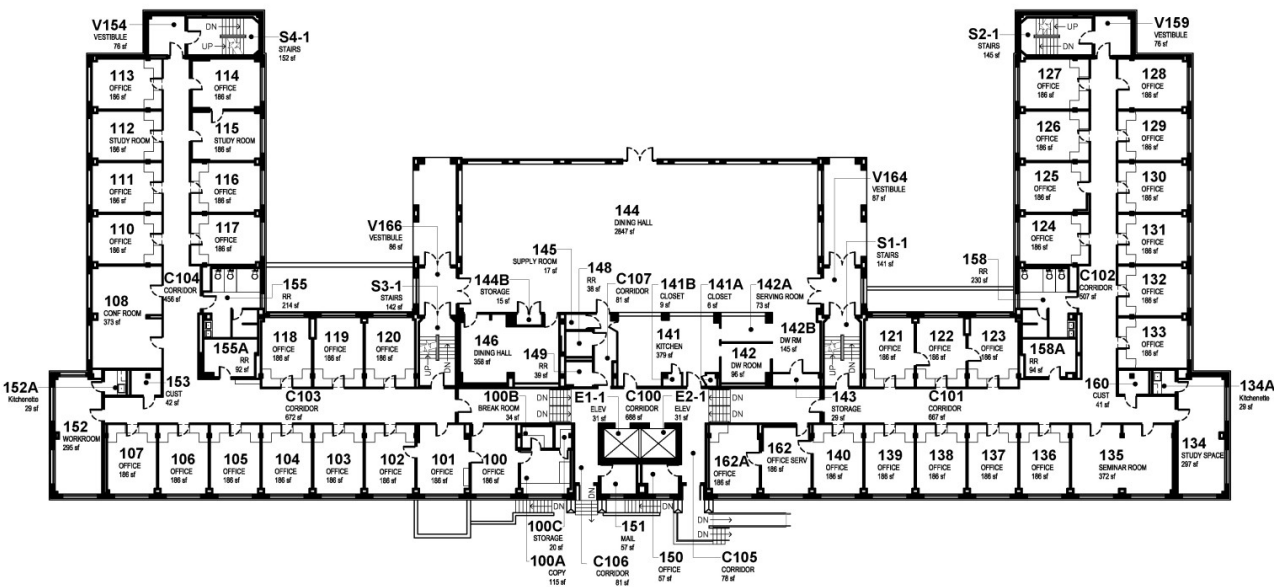 V154
VESTIBULE
76 sf
DN
UP
S4-1
STAIRS
152 sf
S2-1
STAIRS
145 sf
UP
DN
V159
VESTIBULE
76 sf
113
OFFICE
186 sf
114
OFFICE
186 sf
127
OFFICE
186 sf
128
OFFICE
186 sf
112
STUDY ROOM
186 sf
115
STUDY ROOM
186 sf
126
OFFICE
186 sf
129
OFFICE
186 sf
111
OFFICE
186 sf
116
OFFICE
186 sf
125
OFFICE
186 sf
130
OFFICE
186 sf
110
OFFICE
186 sf
117
OFFICE
186 sf
124
OFFICE
186 sf
131
OFFICE
186 sf
V166
VESTIBULE
86 sf
144
DINING HALL
2847 sf
V164
VESTIBULE
87 sf
S1-1
STAIRS
141 sf
C104
CORRIDOR
456 sf
108
CONF ROOM
373 sf
155
RR
214 sf
S3-1
STAIRS
142 sf
144B
STORAGE
15 sf
145
SUPPLY ROOM
17 sf
148
RR
38 sf
C107
CORRIDOR
81 sf
141B
CLOSET
9 sf
141A
CLOSET
6 sf
142A
SERVING ROOM
73 sf
158
RR
230 sf
C102
CORRIDOR
507 sf
132
OFFICE
186 sf
133
OFFICE
186 sf
155A
RR
92 sf
118
OFFICE
186 sf
119
OFFICE
186 sf
120
OFFICE
186 sf
UP
DN
146
DINING HALL
358 sf
149
RR
39 sf
141
KITCHEN
379 sf
142
DW ROOM
96 sf
142B
DW RM
145 sf
UP
DN
121
OFFICE
186 sf
122
OFFICE
186 sf
123
OFFICE
186 sf
158A
RR
94 sf
152A
Kitchenette
29 sf
153
CUST
42 sf
C103
CORRIDOR
672 sf
100B
BREAK ROOM
34 sf
E1-1
ELEV
31 sf
C100
CORRIDOR
688 sf
E2-1
ELEV
31 sf
143
STORAGE
29 sf
C101
CORRIDOR
667 sf
160
CUST
41 sf
134A
Kitchenette
29 sf
152
WORKROOM
295 sf
107
OFFICE
186 sf
106
OFFICE
186 sf
105
OFFICE
186 sf
104
OFFICE
186 sf
103
OFFICE
186 sf
102
OFFICE
186 sf
101
OFFICE
186 sf
100
OFFICE
186 sf
162A
OFFICE
186 sf
162
OFFICE SERV
186 sf
140
OFFICE
186 sf
139
OFFICE
186 sf
138
OFFICE
186 sf
137
OFFICE
186 sf
136
OFFICE
186 sf
135
SEMINAR ROOM
372 sf
134
STUDY SPACE
297 sf
DN
DN
DN
DN
DN
100C
STORAGE
20 sf
151
MAIL
57 sf
100A
COPY
115 sf
C106
CORRIDOR
81 sf
150
OFFICE
57 sf
C105
CORRIDOR
78 sf